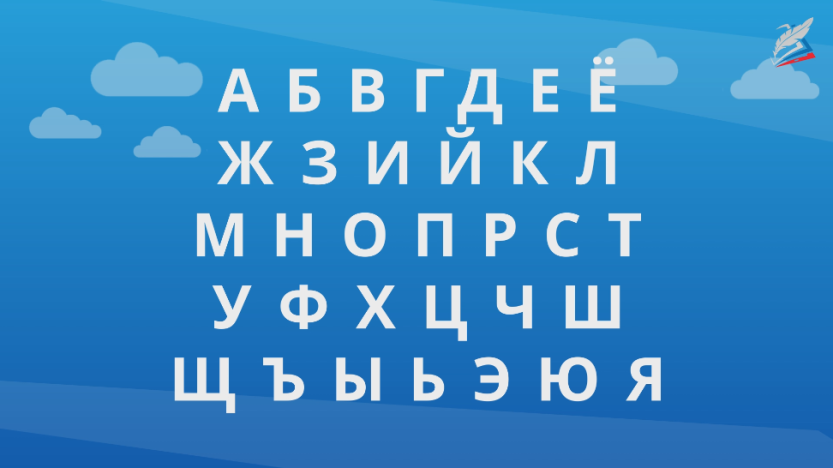 А Б В Г Д Е Ё
Ж З И Й К Л
М Н О П Р С Т
У Ф Х Ц Ч Ш
Щ Ъ Ы Ь Э Ю Я